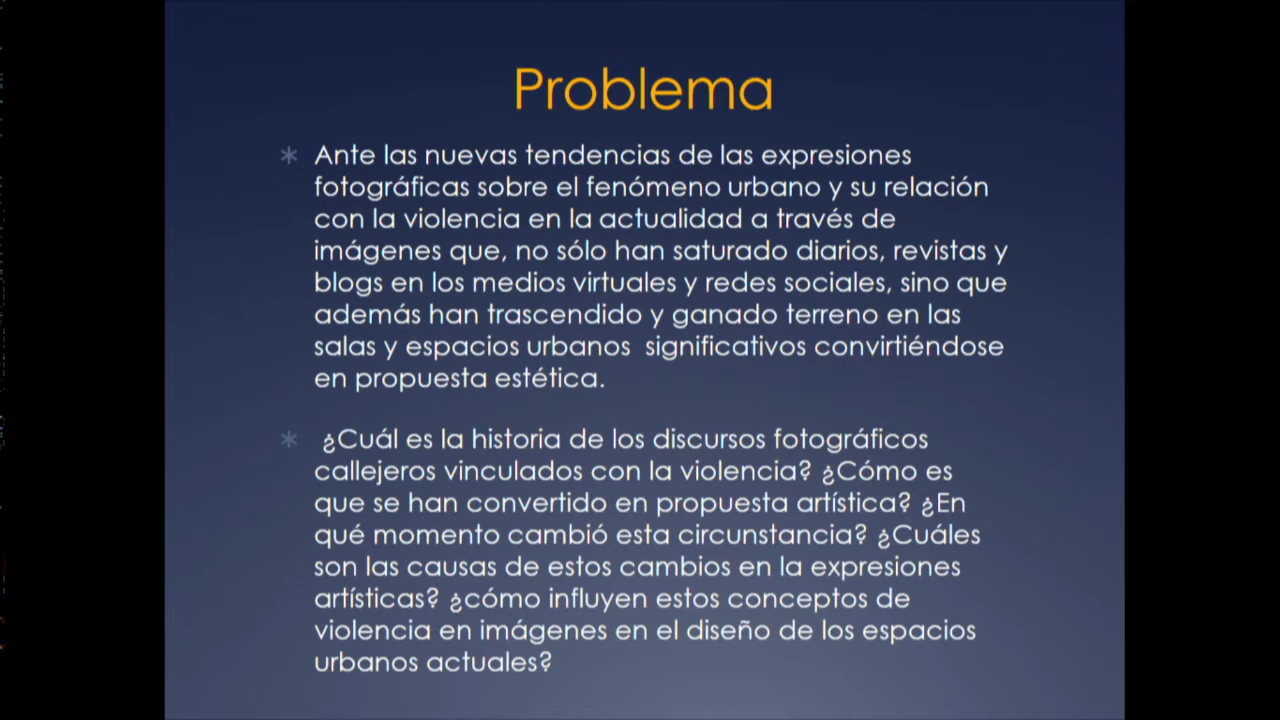 Problema
Ante las nuevas tendencias de las expresiones
fotográficas sobre el fenómeno urbano y su relación
con la violencia en la actualidad a través de
imágenes que, no sólo han saturado diarios, revistas y
blogs en los medios virtuales y redes sociales, sino que
además han trascendido y ganado terreno en las
salas y espacios urbanos significativos convirtiéndose
en propuesta estética.
¿Cuál es la historia de los discursos fotográficos
callejeros vinculados con la violencia? ¿Cómo es
que se han convertido en propuesta artística? ¿En
qué momento cambió esta circunstancia? ¿Cuáles
son las causas de estos cambios en la expresiones
artísticas? ¿cómo influyen estos conceptos de
violencia en imágenes en el diseño de los espacios
urbanos actuales?